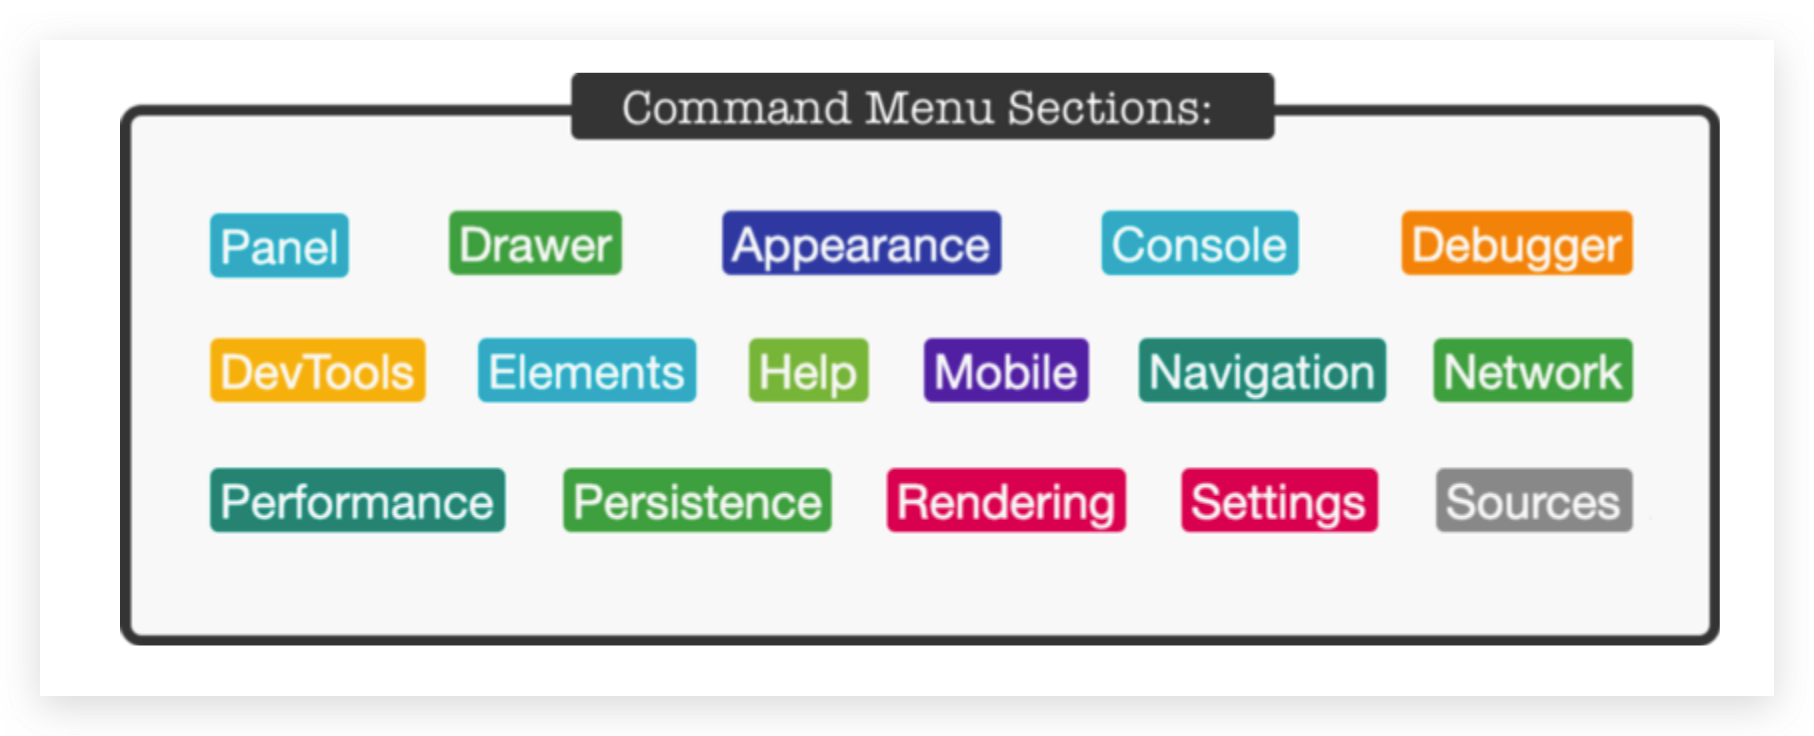 Command Menu Sections:
Panel Drawer Appearance Console Debugger
DevTools Elements Help Mobile Navigation Network
Performance Persistence Rendering Settings Sources